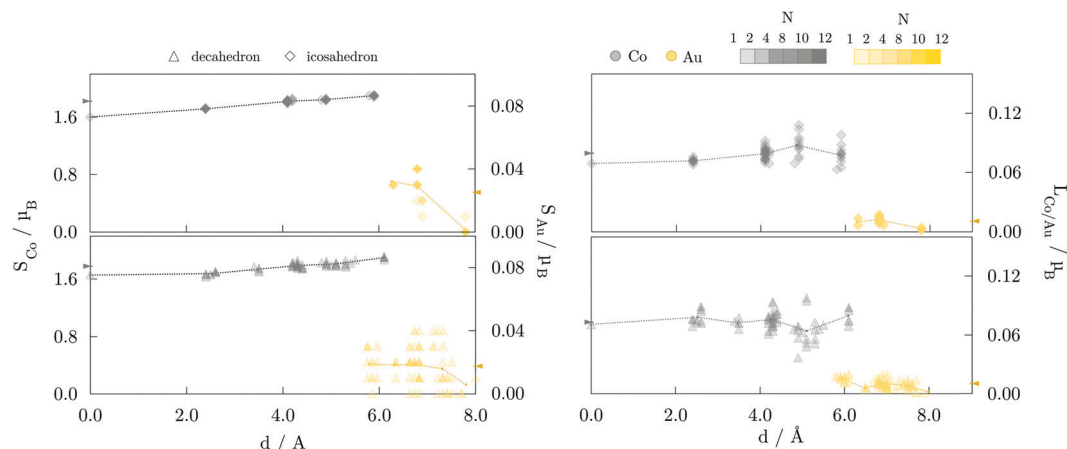 N N
1 2 4 8 10 12 1 2 4 8 10 12
decahedron icosahedron Co Au
1.6
0.8
0.0
0.08
0.04
0.00
0.12
0.06
0.00
S_Co / μ_B
S_Au / μ_B
L_Co/Au / μ_B
1.6
0.8
0.0
0.08
0.04
0.00
0.12
0.06
0.00
0.0 2.0 4.0 6.0 8.0
0.0 2.0 4.0 6.0 8.0
d / A
d / Å